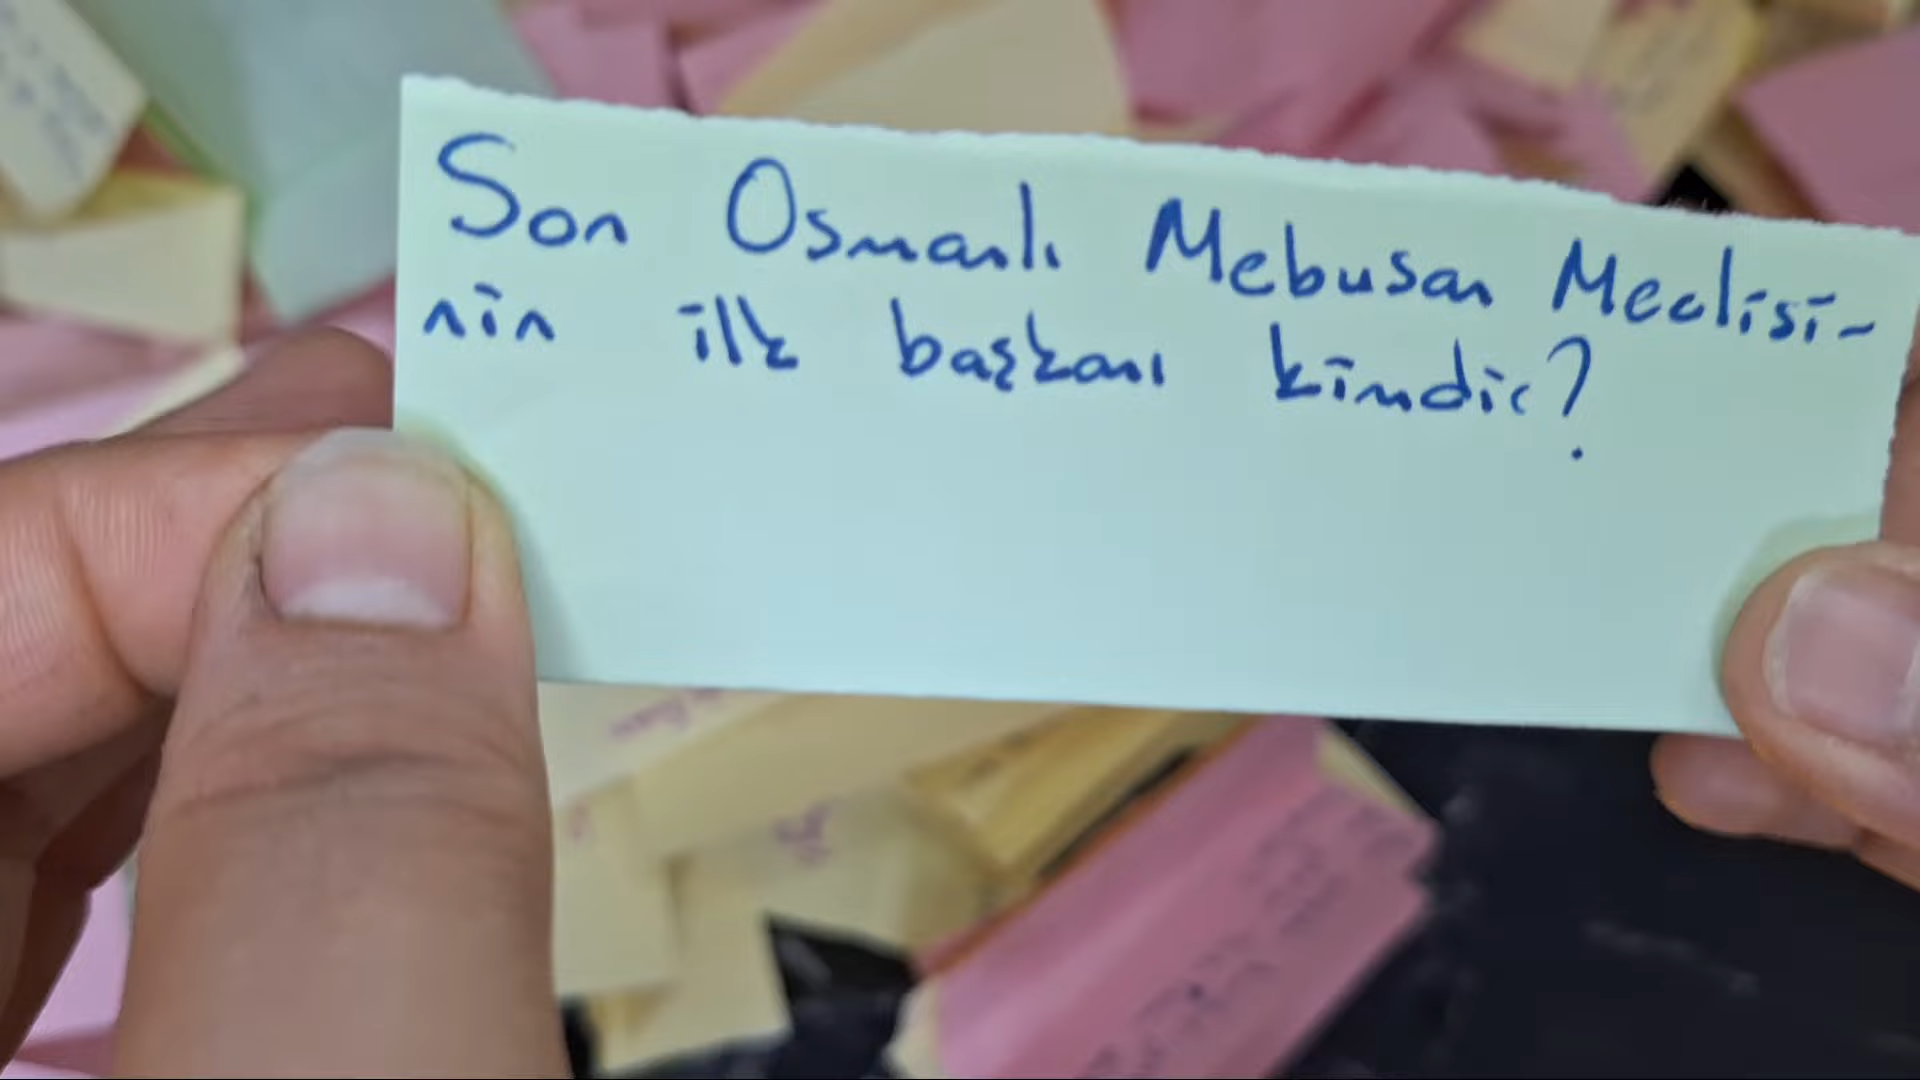 Son Osmanlı Mebusan Meclisi-
nin ilk başkanı kimdir?